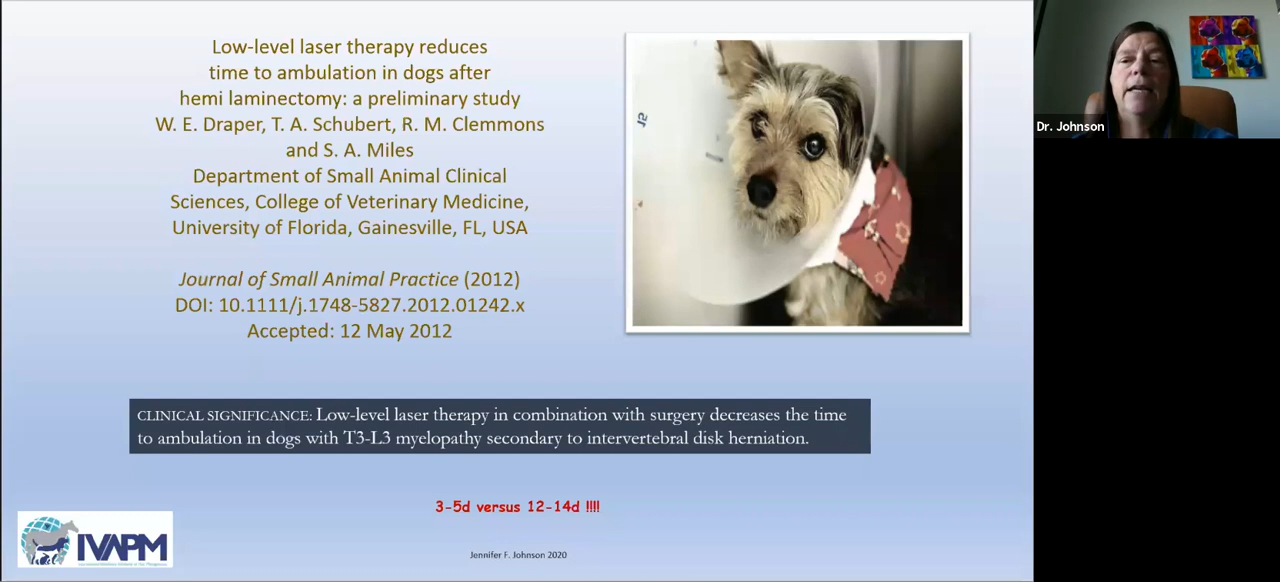 Low-level laser therapy reduces
time to ambulation in dogs after
hemi laminectomy: a preliminary study
W. E. Draper, T. A. Schubert, R. M. Clemmons
and S. A. Miles
Department of Small Animal Clinical
Sciences, College of Veterinary Medicine,
University of Florida, Gainesville, FL, USA
Journal of Small Animal Practice (2012)
DOI: 10.1111/j.1748-5827.2012.01242.x
Accepted: 12 May 2012
CLINICAL SIGNIFICANCE: Low-level laser therapy in combination with surgery decreases the time
to ambulation in dogs with T3-L3 myelopathy secondary to intervertebral disk herniation.
3-5d versus 12-14d !!!!
IVAPM
Jennifer F. Johnson 2020
Dr. Johnson